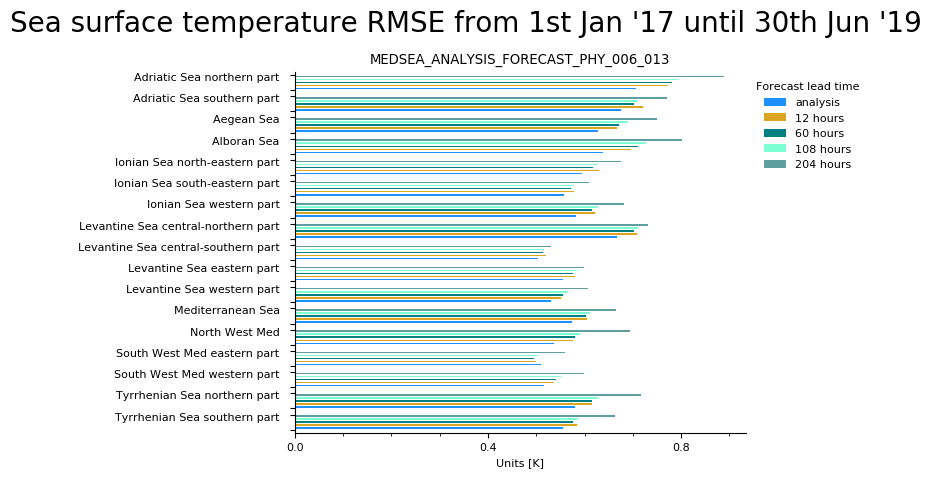 Sea surface temperature RMSE from 1st Jan '17 until 30th Jun '19
MEDSEA_ANALYSIS_FORECAST_PHY_006_013
Adriatic Sea northern part
Adriatic Sea southern part
Aegean Sea
Alboran Sea
Ionian Sea north-eastern part
Ionian Sea south-eastern part
Ionian Sea western part
Levantine Sea central-northern part
Levantine Sea central-southern part
Levantine Sea eastern part
Levantine Sea western part
Mediterranean Sea
North West Med
South West Med eastern part
South West Med western part
Tyrrhenian Sea northern part
Tyrrhenian Sea southern part
0.0 0.4 0.8
Units [K]
Forecast lead time
analysis
12 hours
60 hours
108 hours
204 hours